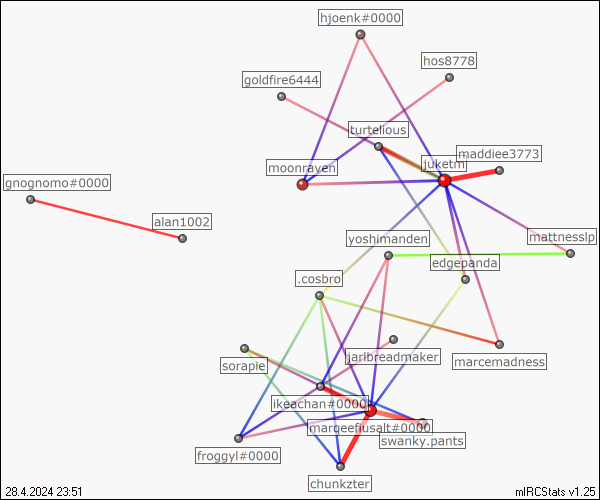 hjoenk#0000
hos8778
goldfire6444
turtelious
maddiee3773
juketm
moonraven
gnognomo#0000
alan1002
mattnesslp
yoshimanden
edgepanda
.cosbro
jarlbreadmaker
marcemadness
sorapie
ikeachan#0000
margeefiusalt#0000
swanky.pants
froggyl#0000
chunkzter
28.4.2024 23:51
mIRCStats v1.25